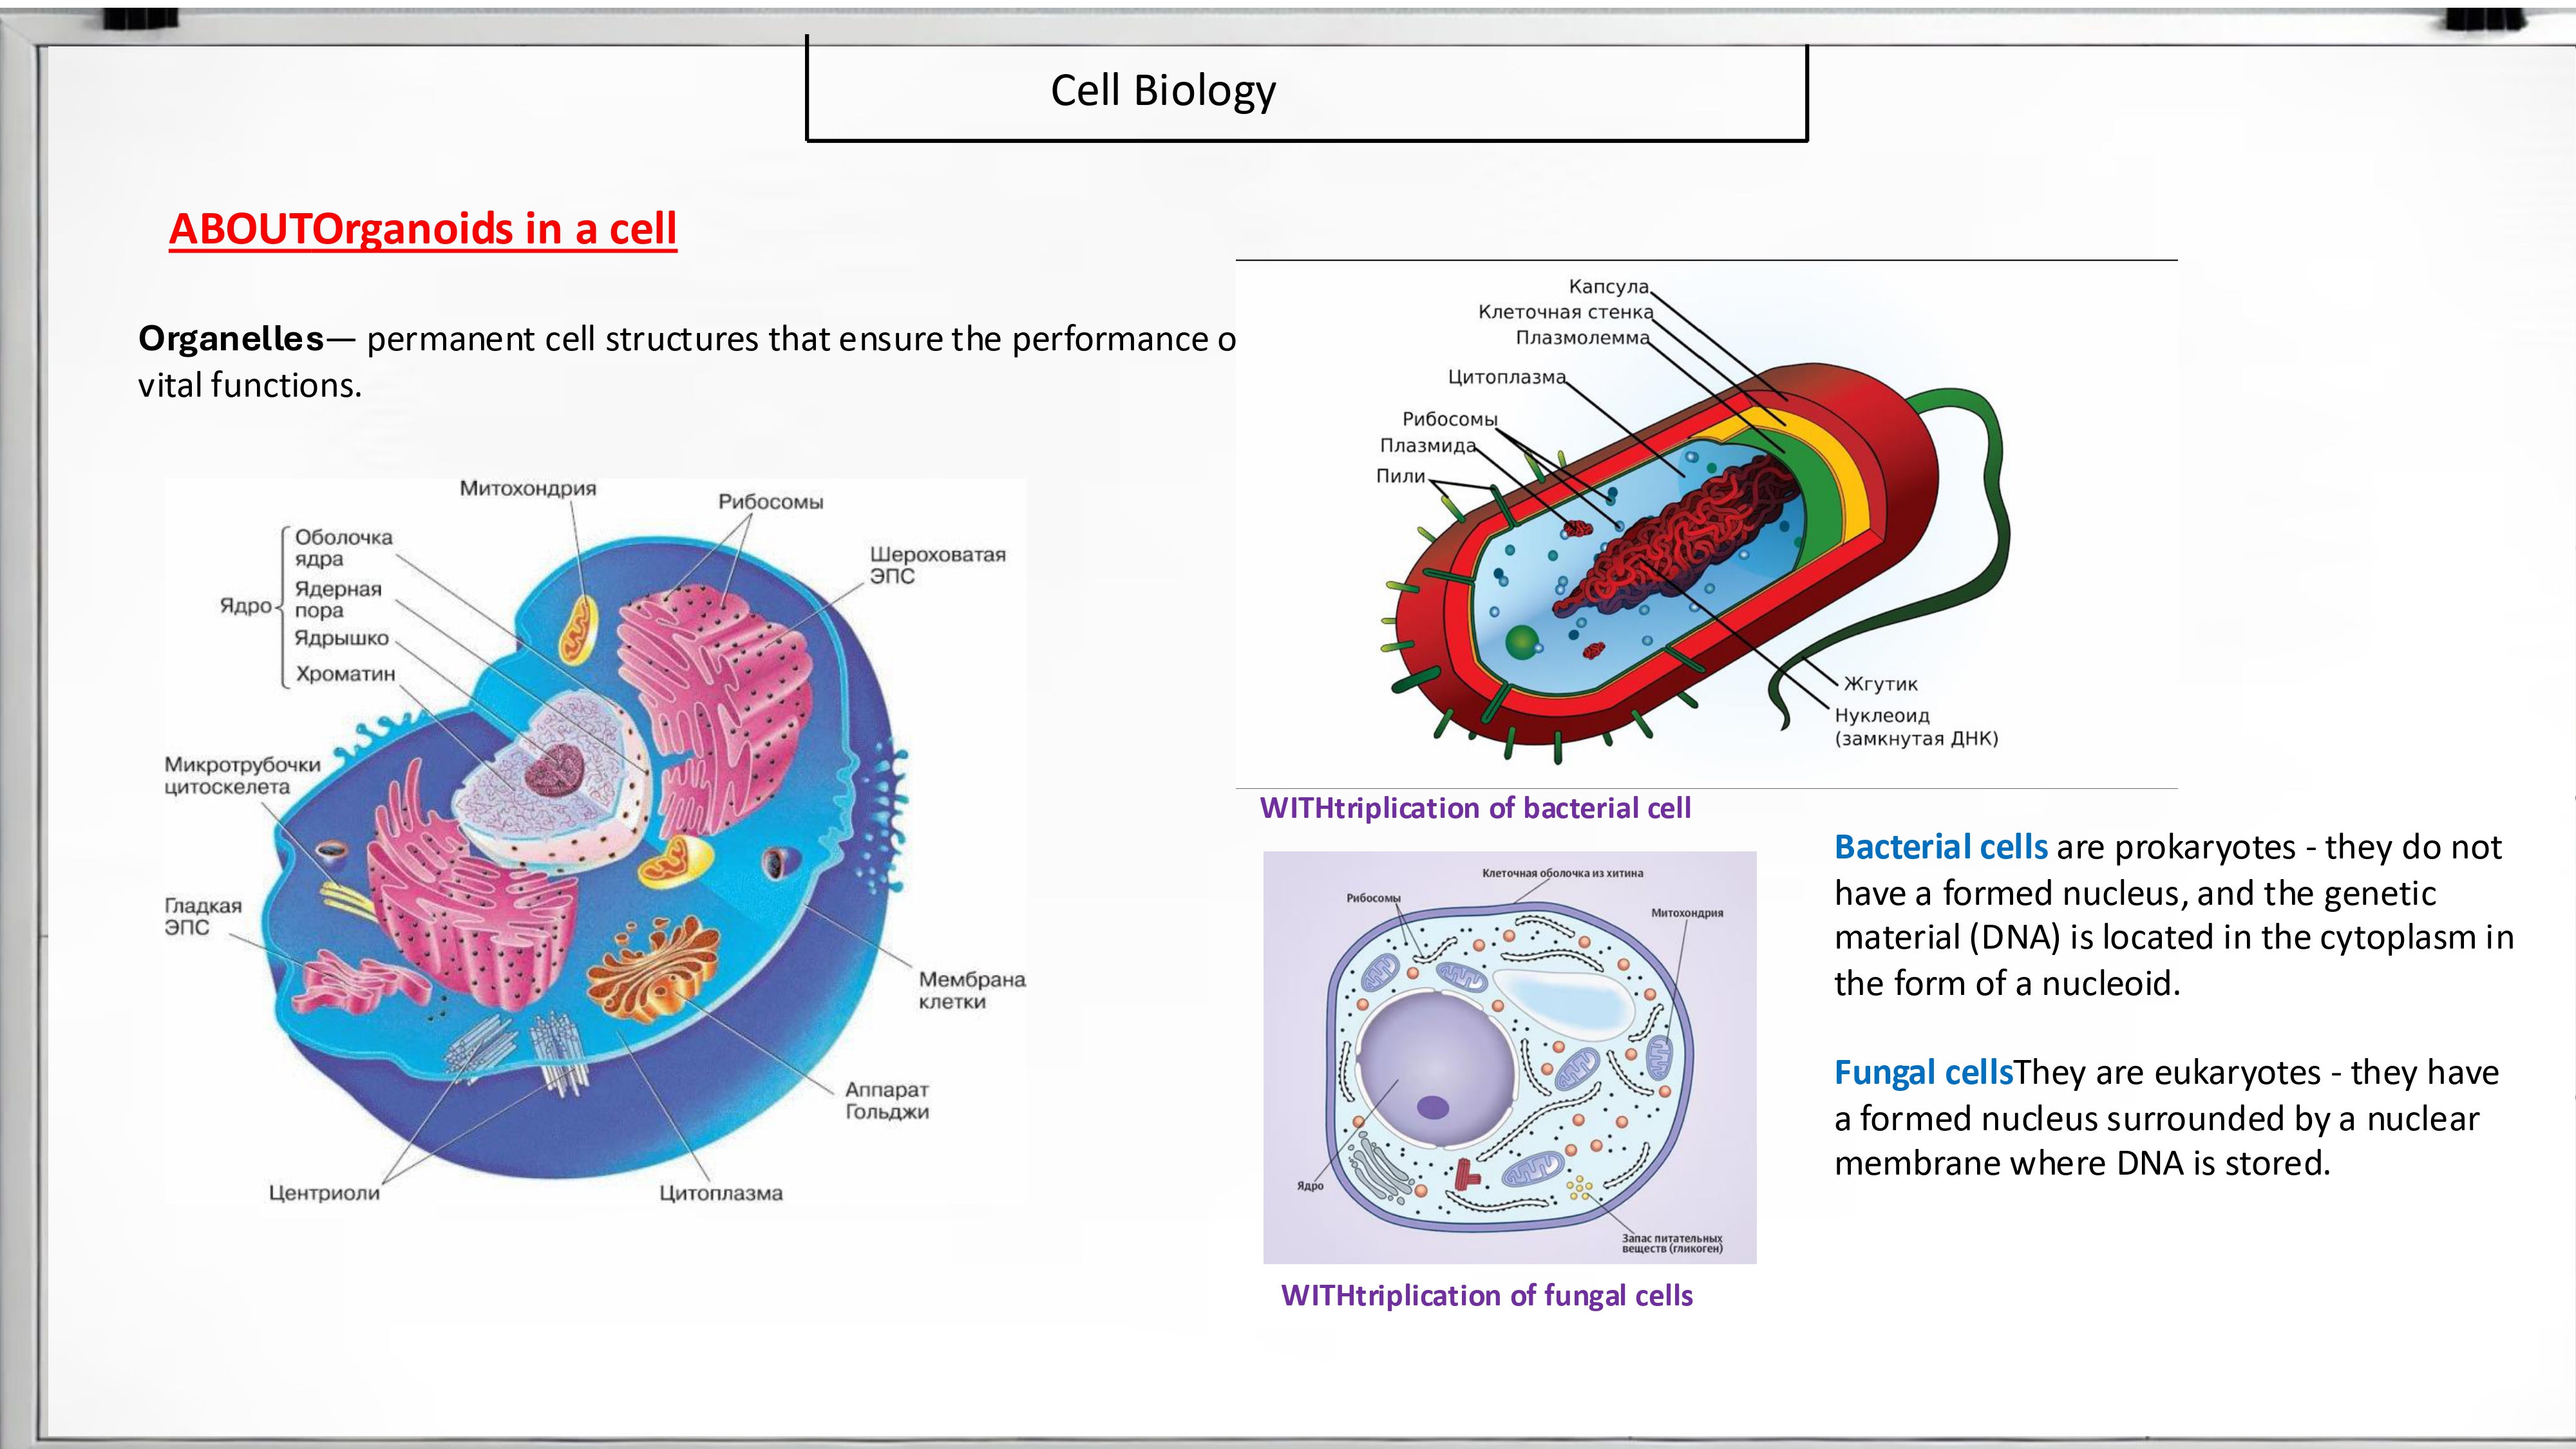 Cell Biology
ABOUTOrganoids in a cell
Organelles— permanent cell structures that ensure the performance o
vital functions.
Митохондрия
Рибосомы
Оболочка
ядра
Ядерная
пора
Ядро
Ядрышко
Хроматин
Шероховатая
ЭПС
Микротрубочки
цитоскелета
Гладкая
ЭПС
Мембрана
клетки
Аппарат
Гольджи
Центриоли
Цитоплазма
Капсула
Клеточная стенка
Плазмолемма
Цитоплазма
Рибосомы
Плазмида
Пили
Жгутик
Нуклеоид
(замкнутая ДНК)
WITHtriplication of bacterial cell
Клеточная оболочка из хитина
Рибосомы
Митохондрия
Ядро
Запас питательных
веществ (гликоген)
WITHtriplication of fungal cells
Bacterial cells are prokaryotes - they do not
have a formed nucleus, and the genetic
material (DNA) is located in the cytoplasm in
the form of a nucleoid.
Fungal cellsThey are eukaryotes - they have
a formed nucleus surrounded by a nuclear
membrane where DNA is stored.